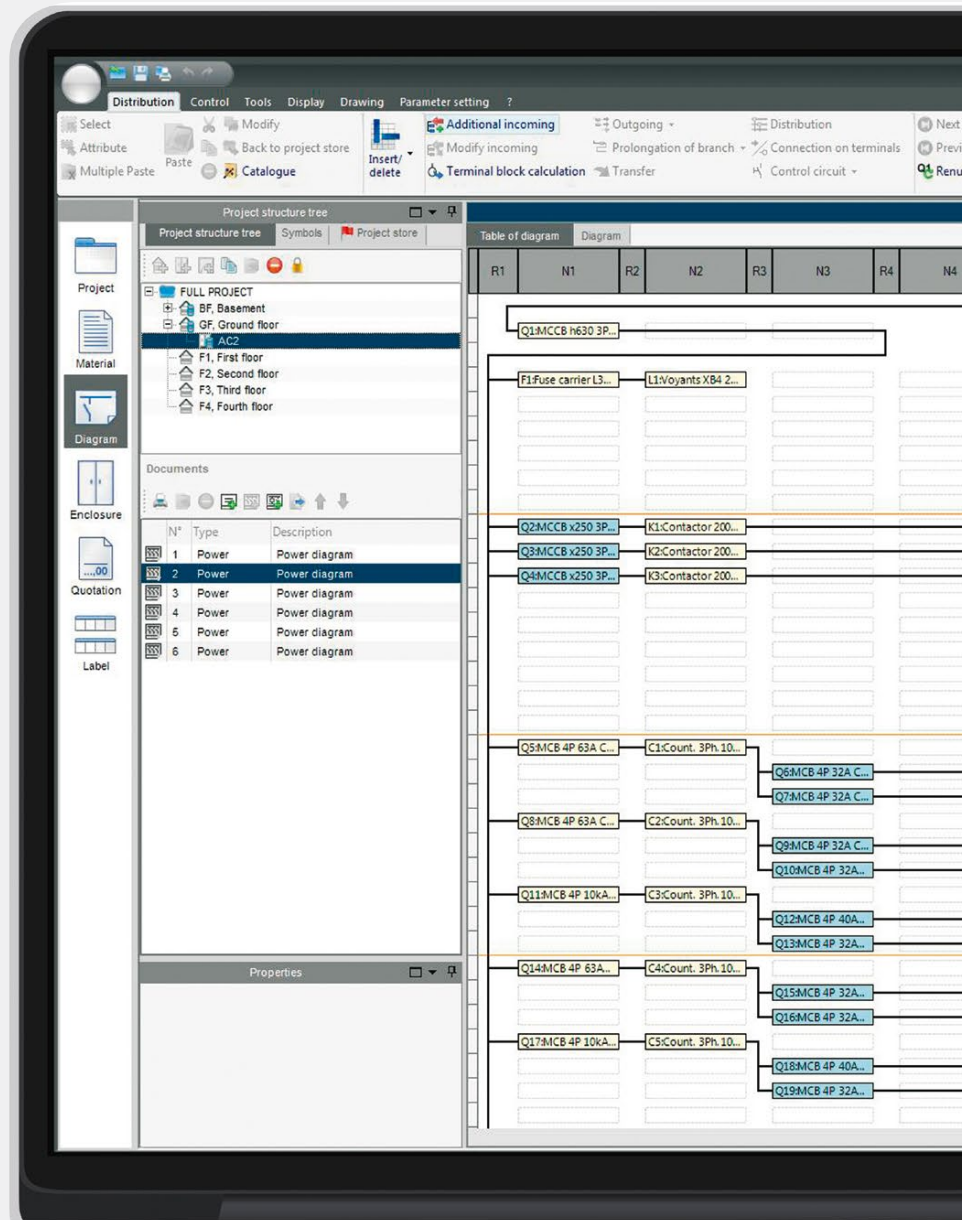 Distribution Control Tools Display Drawing Parameter setting ?
Select Modify Additional incoming Outgoing Distribution Next
Attribute Paste Back to project store Insert/ delete Modify incoming Prolongation of branch Connection on terminals Previ
Multiple Paste Catalogue Terminal block calculation Transfer Control circuit Renu
Project structure tree
Project structure tree Symbols Project store
Table of diagram Diagram
R1 N1 R2 N2 R3 N3 R4 N4
Project
Material
Diagram
Enclosure
...,00
Quotation
Label
FULL PROJECT
BF, Basement
GF, Ground floor
AC2
F1, First floor
F2, Second floor
F3, Third floor
F4, Fourth floor
Documents
N° Type Description
1 Power Power diagram
2 Power Power diagram
3 Power Power diagram
4 Power Power diagram
5 Power Power diagram
6 Power Power diagram
Properties
Q1:MCCB h630 3P...
F1:Fuse carrier L3... L1:Voyants XB4 2...
Q2:MCCB x250 3P... K1:Contactor 200...
Q3:MCCB x250 3P... K2:Contactor 200...
Q4:MCCB x250 3P... K3:Contactor 200...
Q5:MCB 4P 63A C... C1:Count. 3Ph. 10...
Q6:MCB 4P 32A C...
Q7:MCB 4P 32A C...
Q8:MCB 4P 63A C... C2:Count. 3Ph. 10...
Q9:MCB 4P 32A C...
Q10:MCB 4P 32A...
Q11:MCB 4P 10kA... C3:Count. 3Ph. 10...
Q12:MCB 4P 40A...
Q13:MCB 4P 32A...
Q14:MCB 4P 63A... C4:Count. 3Ph. 10...
Q15:MCB 4P 32A...
Q16:MCB 4P 32A...
Q17:MCB 4P 10kA... C5:Count. 3Ph. 10...
Q18:MCB 4P 40A...
Q19:MCB 4P 32A...